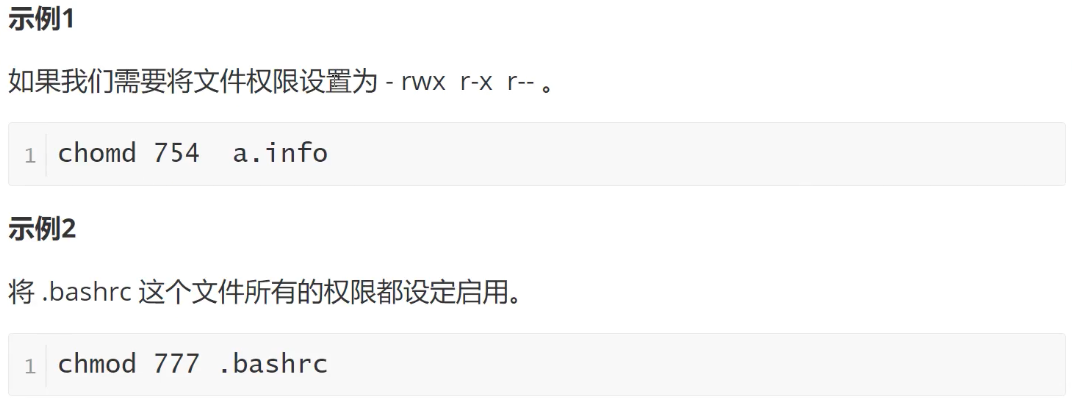 示例1
如果我们需要将文件权限设置为 - rwx  r-x  r-- 。
1 chomd 754  a.info
示例2
将 .bashrc 这个文件所有的权限都设定启用。
1 chmod 777 .bashrc